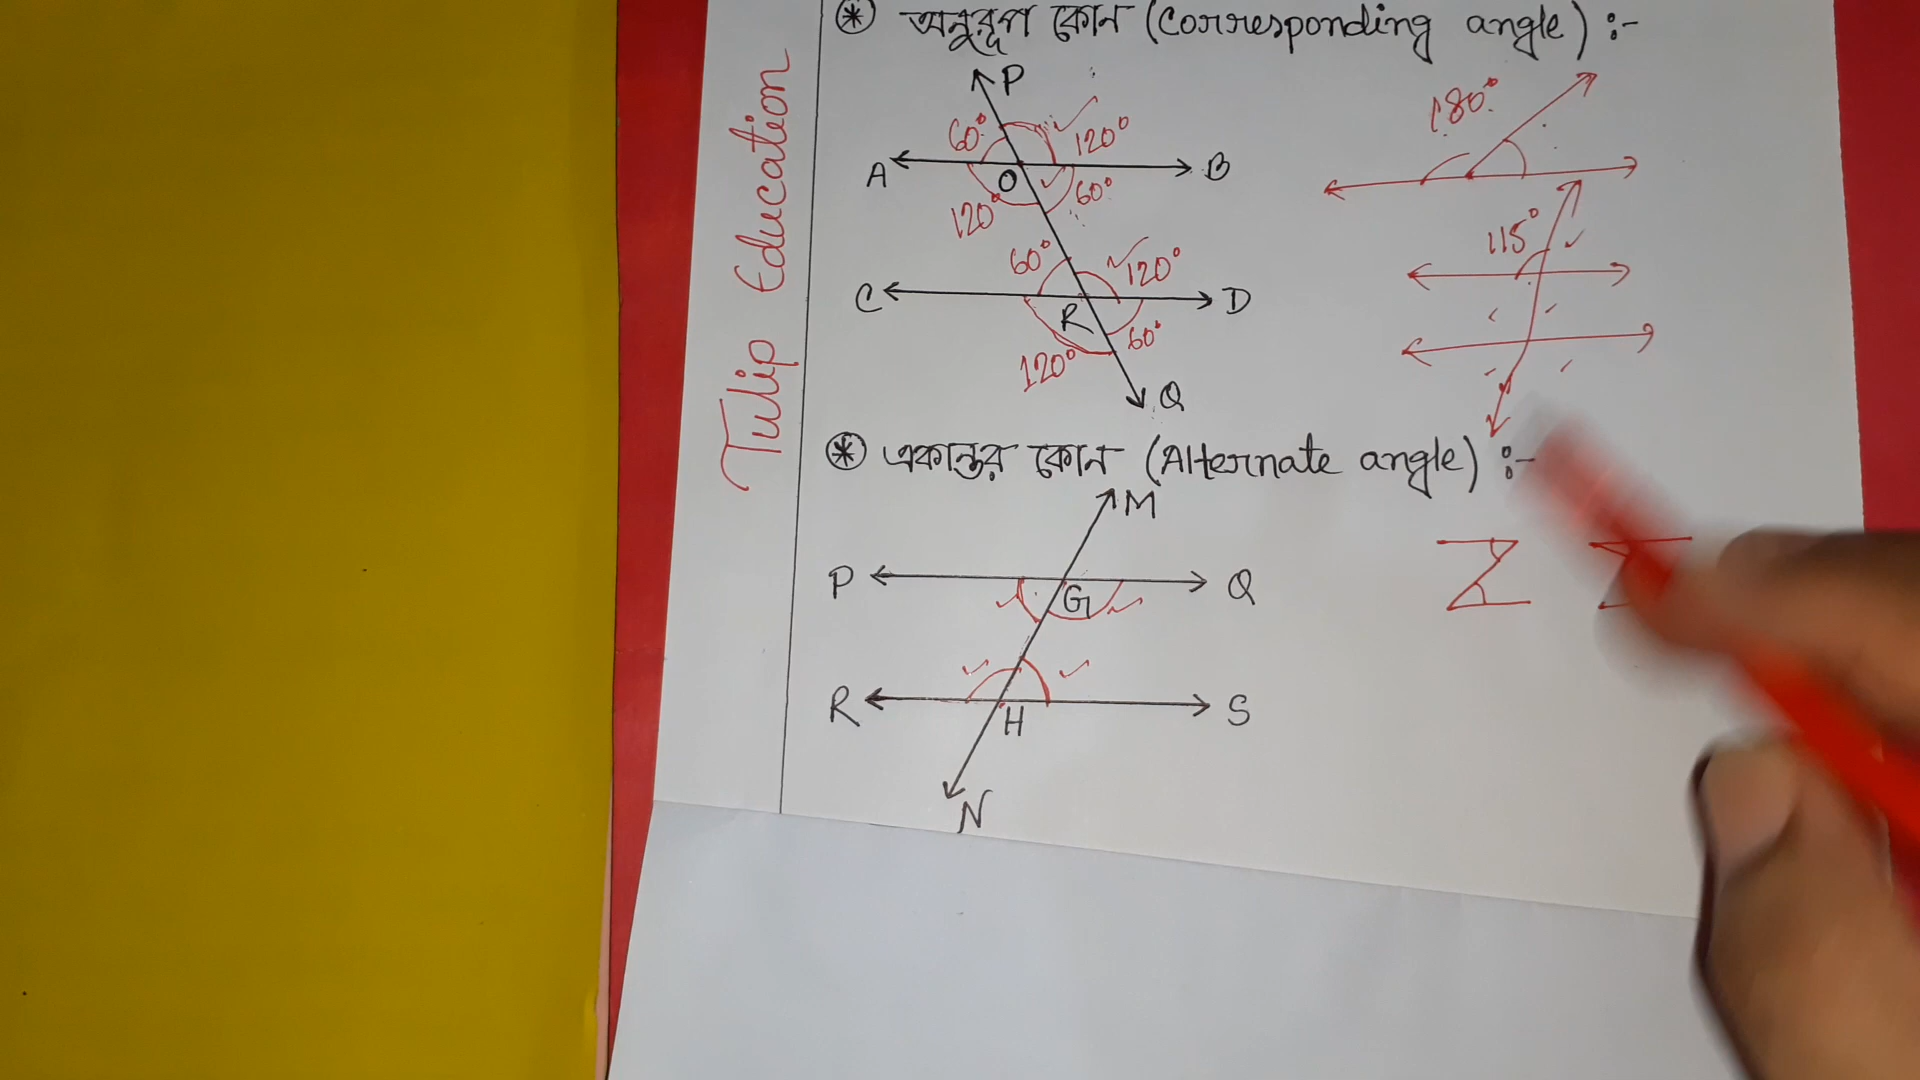 Tulip Education
⊛ অনুরূপ কোন (Corresponding angle) :-
P
60° 120°
A B
O 60°
120°
60° 120°
C D
R 60°
120°
Q
180°
115°
⊛ একান্তর কোন (Alternate angle) :-
M
P G Q
R H S
N
Z